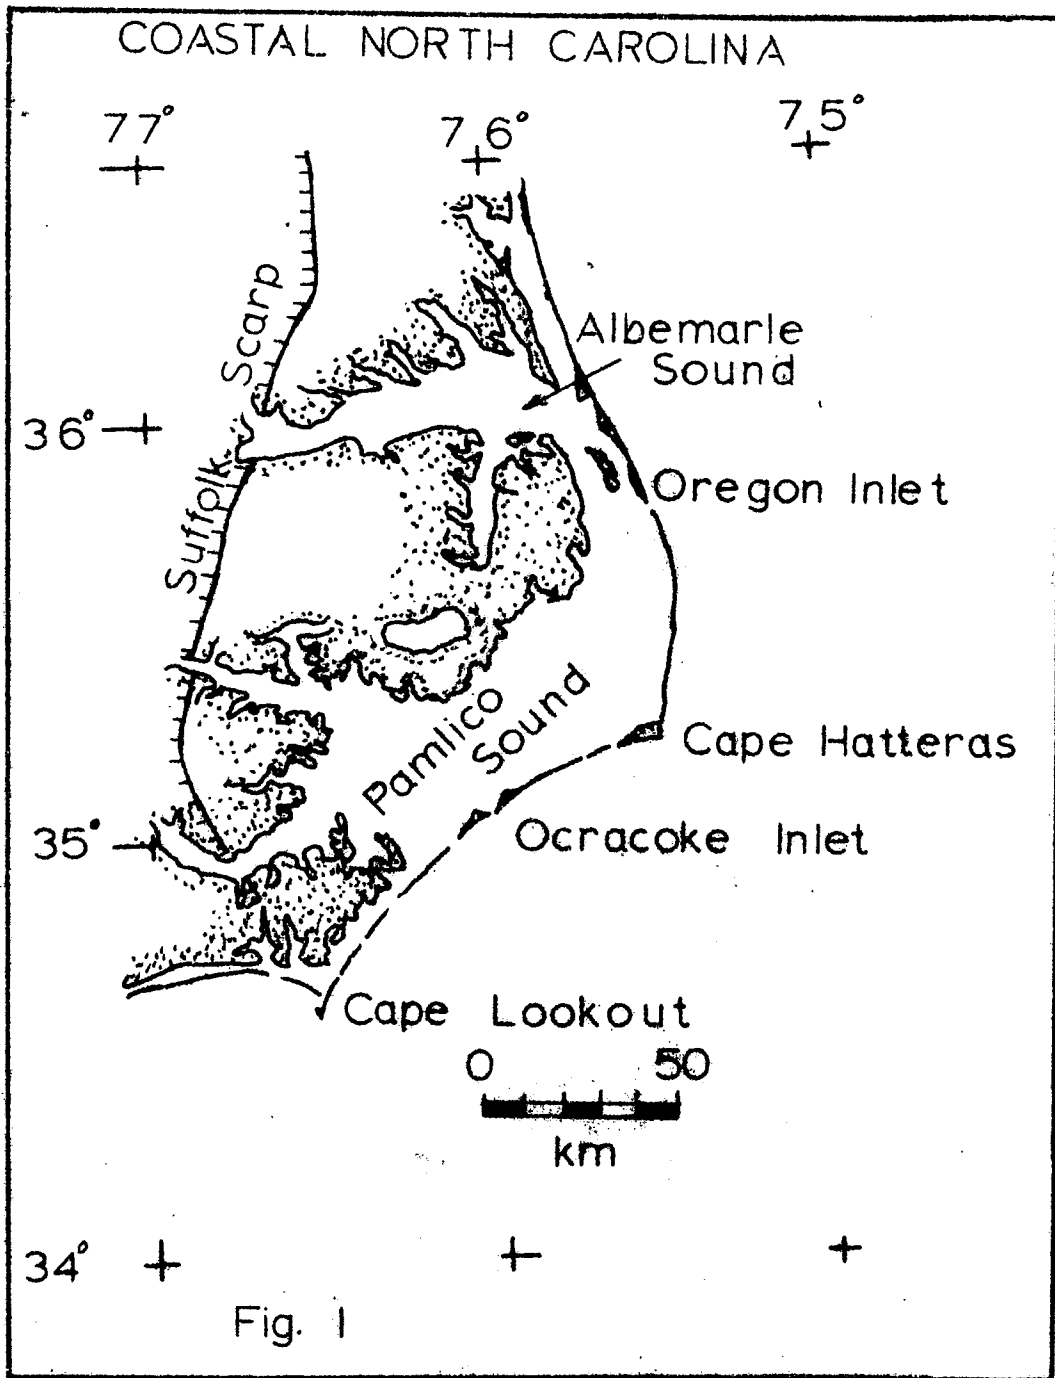 COASTAL NORTH CAROLINA
77° 76° 75°
Scarp
Albemarle
Sound
36°
Suffolk
Oregon Inlet
Pamlico
Sound
Cape Hatteras
35°
Ocracoke Inlet
Cape Lookout
0 50
km
34°
Fig. 1